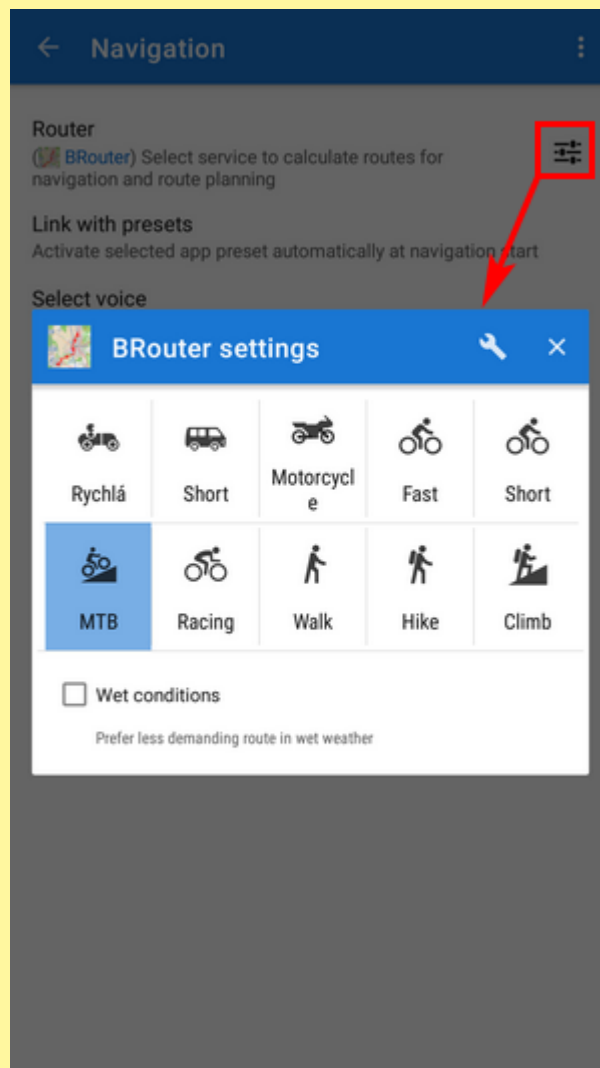 Navigation
Router
(BRouter) Select service to calculate routes for
navigation and route planning
Link with presets
Activate selected app preset automatically at navigation start
Select voice
BRouter settings
Rychlá
Short
Motorcycl
e
Fast
Short
MTB
Racing
Walk
Hike
Climb
Wet conditions
Prefer less demanding route in wet weather